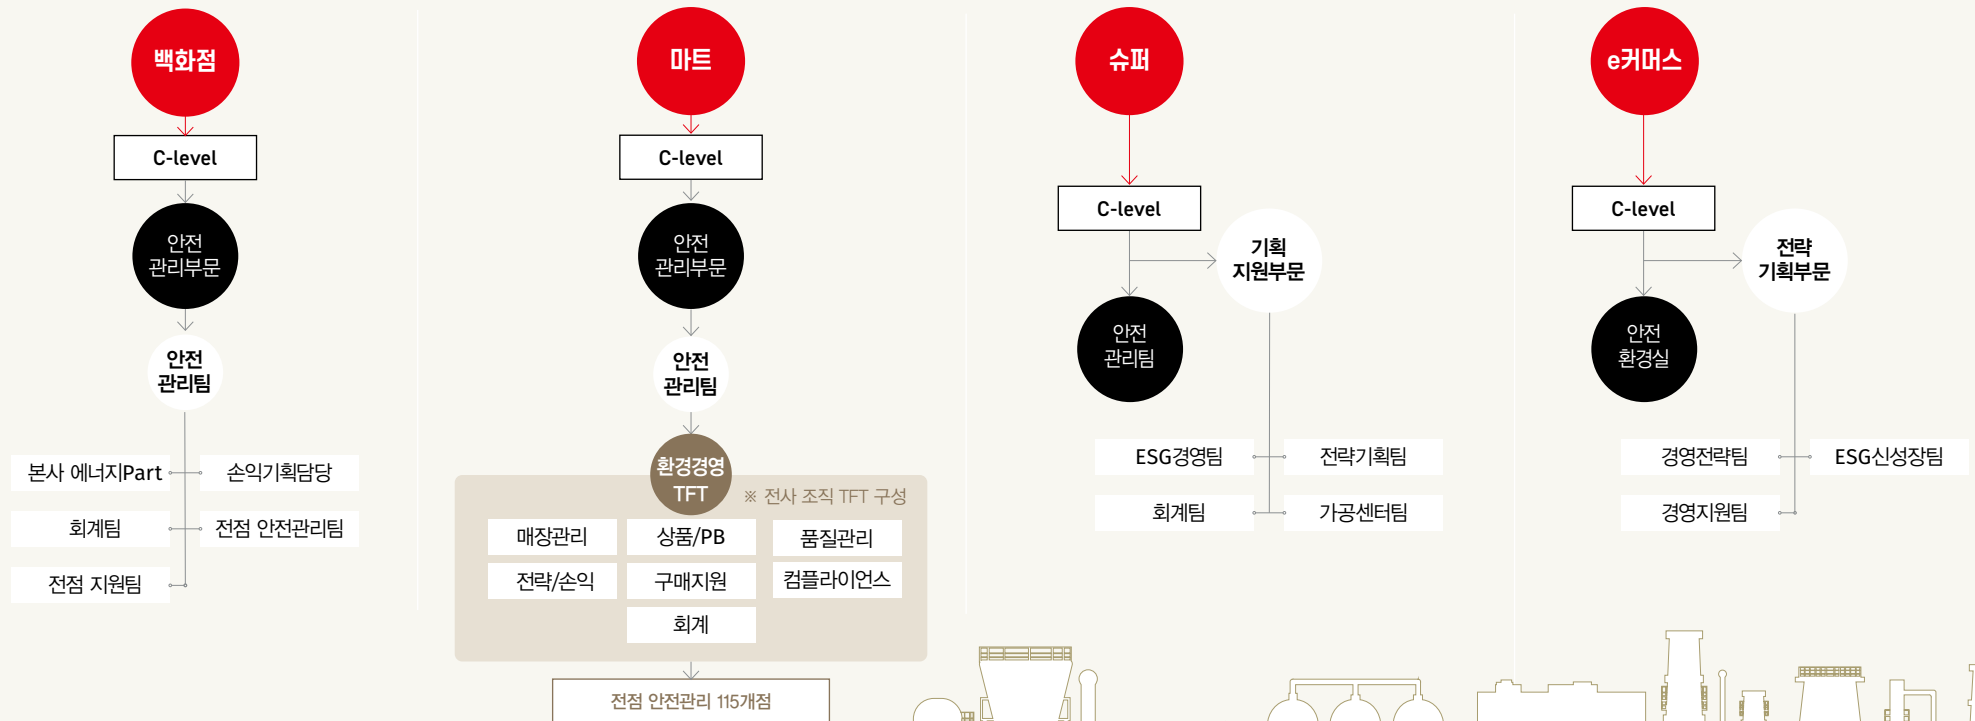 백화점
C-level
안전
관리부문
안전
관리팀
본사 에너지Part
손익기획담당
회계팀
전점 안전관리팀
전점 지원팀
마트
C-level
안전
관리부문
안전
관리팀
환경경영
TFT
※ 전사 조직 TFT 구성
매장관리
상품/PB
품질관리
전략/손익
구매지원
컴플라이언스
회계
전점 안전관리 115개점
슈퍼
C-level
기획
지원부문
안전
관리팀
ESG경영팀
전략기획팀
회계팀
가공센터팀
e커머스
C-level
전략
기획부문
안전
환경실
경영전략팀
ESG신성장팀
경영지원팀